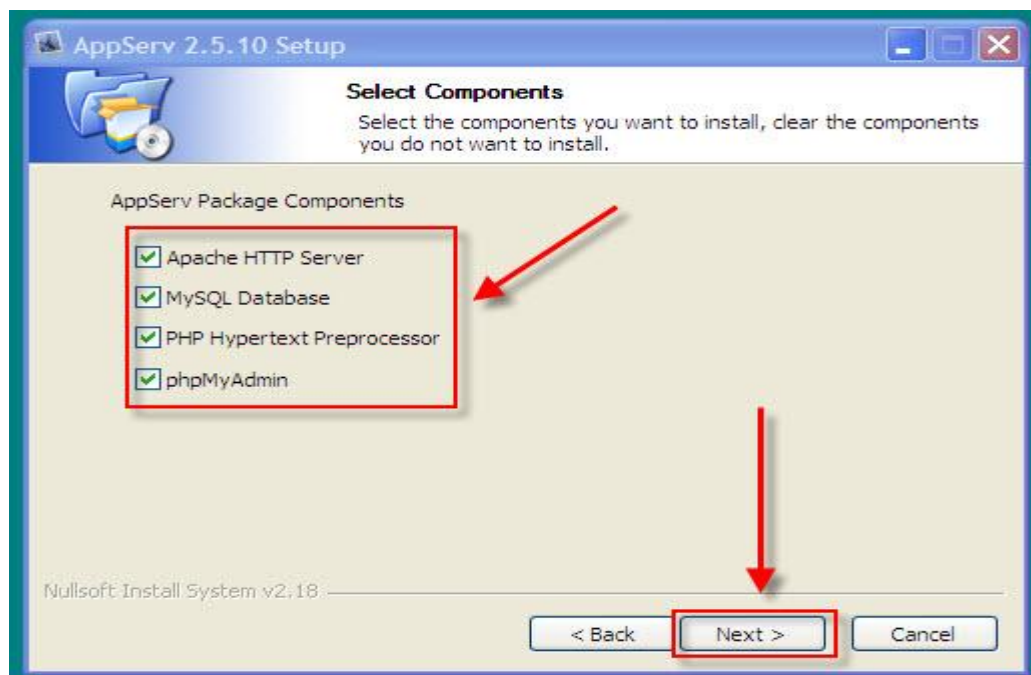 AppServ 2.5.10 Setup
Select Components
Select the components you want to install, clear the components
you do not want to install.
AppServ Package Components
Apache HTTP Server
MySQL Database
PHP Hypertext Preprocessor
phpMyAdmin
Nullsoft Install System v2.18
< Back Next > Cancel